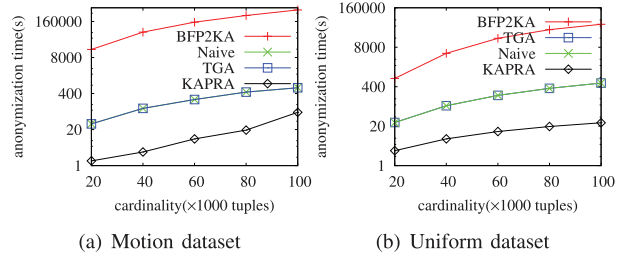 anonymization time(s)
160000
8000
400
20
1
BFP2KA
Naive
TGA
KAPRA
20 40 60 80 100
cardinality(×1000 tuples)
(a) Motion dataset
anonymization time(s)
160000
8000
400
20
1
BFP2KA
Naive
TGA
KAPRA
20 40 60 80 100
cardinality(×1000 tuples)
(b) Uniform dataset